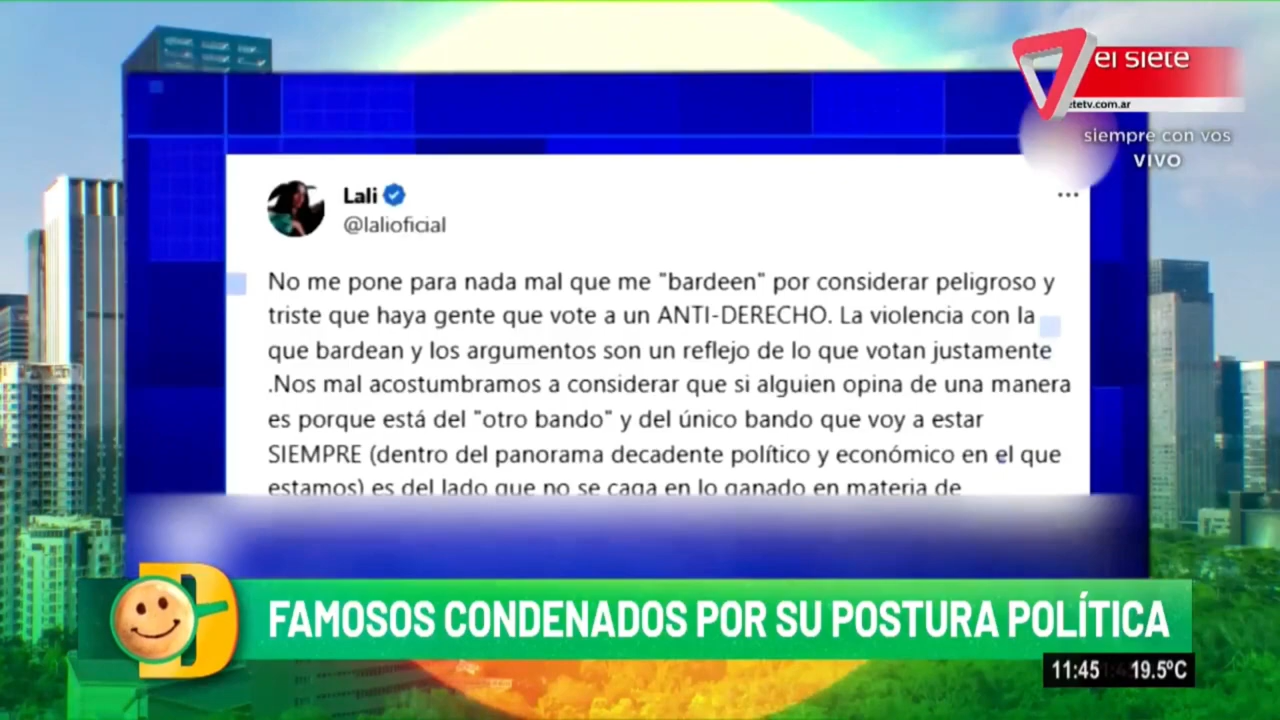 el siete
etetv.com.ar
siempre con vos
VIVO
Lali
@lalioficial
No me pone para nada mal que me "bardeen" por considerar peligroso y
triste que haya gente que vote a un ANTI-DERECHO. La violencia con la
que bardean y los argumentos son un reflejo de lo que votan justamente
.Nos mal acostumbramos a considerar que si alguien opina de una manera
es porque está del "otro bando" y del único bando que voy a estar
SIEMPRE (dentro del panorama decadente político y económico en el que
estamos) es del lado que no se caga en lo ganado en materia de
D
FAMOSOS CONDENADOS POR SU POSTURA POLÍTICA
11:45 19.5°C